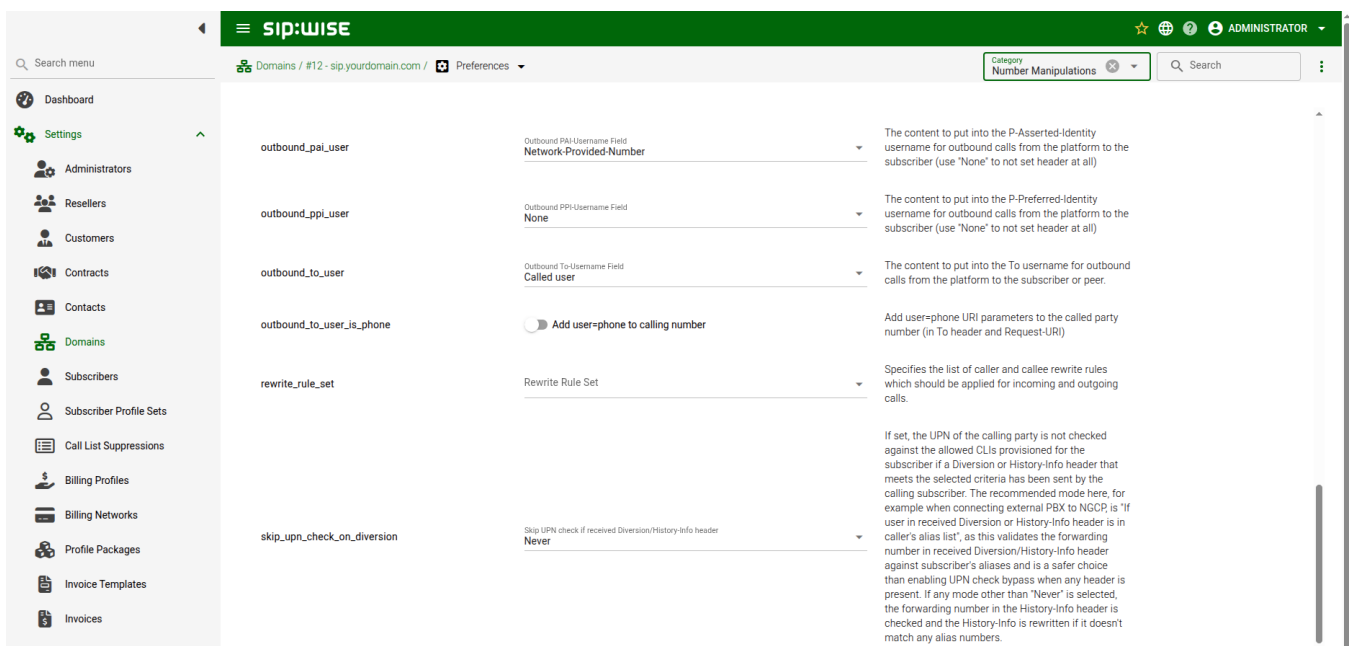 sip:wise
ADMINISTRATOR
Search menu
Domains / #12 - sip.yourdomain.com / Preferences
Category
Number Manipulations
Search
Dashboard
Settings
Administrators
Resellers
Customers
Contracts
Contacts
Domains
Subscribers
Subscriber Profile Sets
Call List Suppressions
Billing Profiles
Billing Networks
Profile Packages
Invoice Templates
Invoices
outbound_pai_user
Outbound PAI-Username Field
Network-Provided-Number
The content to put into the P-Asserted-Identity
username for outbound calls from the platform to the
subscriber (use "None" to not set header at all)
outbound_ppi_user
Outbound PPI-Username Field
None
The content to put into the P-Preferred-Identity
username for outbound calls from the platform to the
subscriber (use "None" to not set header at all)
outbound_to_user
Outbound To-Username Field
Called user
The content to put into the To username for outbound
calls from the platform to the subscriber or peer.
outbound_to_user_is_phone
Add user=phone to calling number
Add user=phone URI parameters to the called party
number (in To header and Request-URI)
rewrite_rule_set
Rewrite Rule Set
Specifies the list of caller and callee rewrite rules
which should be applied for incoming and outgoing
calls.
skip_upn_check_on_diversion
Skip UPN check if received Diversion/History-Info header
Never
If set, the UPN of the calling party is not checked
against the allowed CLIs provisioned for the
subscriber if a Diversion or History-Info header that
meets the selected criteria has been sent by the
calling subscriber. The recommended mode here, for
example when connecting external PBX to NGCP, is "If
user in received Diversion or History-Info header is in
caller's alias list", as this validates the forwarding
number in received Diversion/History-Info header
against subscriber's aliases and is a safer choice
than enabling UPN check bypass when any header is
present. If any mode other than "Never" is selected,
the forwarding number in the History-Info header is
checked and the History-Info is rewritten if it doesn't
match any alias numbers.